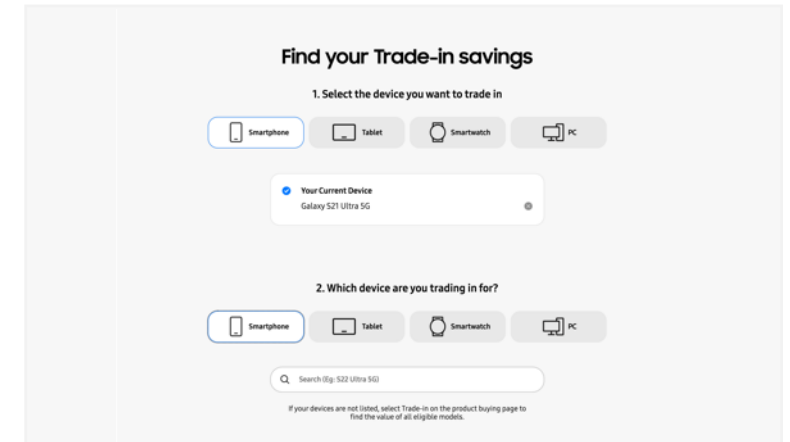 Find your Trade-in savings
1. Select the device you want to trade in
Smartphone
Tablet
Smartwatch
PC
Your Current Device
Galaxy S21 Ultra 5G
2. Which device are you trading in for?
Smartphone
Tablet
Smartwatch
PC
Search (Eg: S22 Ultra 5G)
If your devices are not listed, select Trade-in on the product buying page to
find the value of all eligible models.